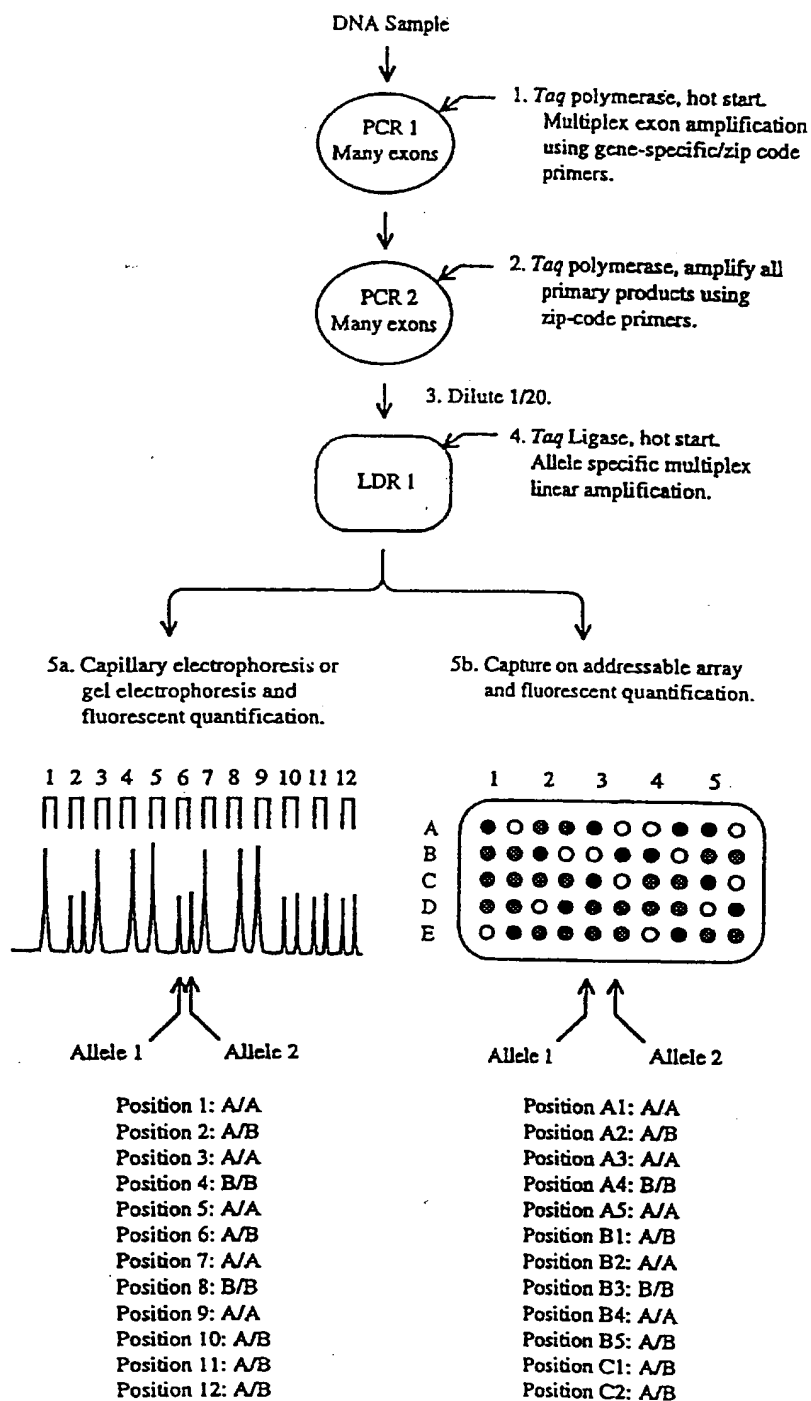 DNA Sample
PCR 1
Many exons
1. Taq polymerase, hot start.
Multiplex exon amplification
using gene-specific/zip code
primers.
PCR 2
Many exons
2. Taq polymerase, amplify all
primary products using
zip-code primers.
3. Dilute 1/20.
LDR 1
4. Taq Ligase, hot start.
Allele specific multiplex
linear amplification.
5a. Capillary electrophoresis or
gel electrophoresis and
fluorescent quantification.
5b. Capture on addressable array
and fluorescent quantification.
1 2 3 4 5 6 7 8 9 10 11 12
1 2 3 4 5
A
B
C
D
E
Allele 1 Allele 2
Allele 1 Allele 2
Position 1: A/A
Position 2: A/B
Position 3: A/A
Position 4: B/B
Position 5: A/A
Position 6: A/B
Position 7: A/A
Position 8: B/B
Position 9: A/A
Position 10: A/B
Position 11: A/B
Position 12: A/B
Position A1: A/A
Position A2: A/B
Position A3: A/A
Position A4: B/B
Position A5: A/A
Position B1: A/B
Position B2: A/A
Position B3: B/B
Position B4: A/A
Position B5: A/B
Position C1: A/B
Position C2: A/B